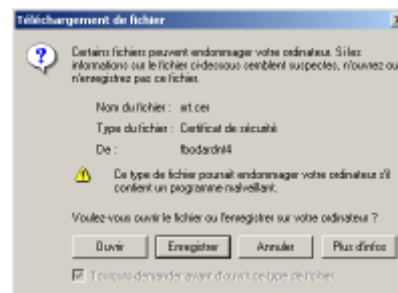 Téléchargement de fichier
Certains fichiers peuvent endommager votre ordinateur. Si les
informations sur le fichier ci-dessous semblent suspectes, n'ouvrez ou
n'enregistrez pas ce fichier.
Nom du fichier : .cer
Type du fichier : Certificat de sécurité
De : fbodardnt4
Ce type de fichier pourrait endommager votre ordinateur s'il
contient un programme malveillant.
Voulez-vous ouvrir le fichier ou l'enregistrer sur votre ordinateur ?
Ouvrir Enregistrer Annuler Plus d'infos
Toujours demander avant d'ouvrir ce type de fichier